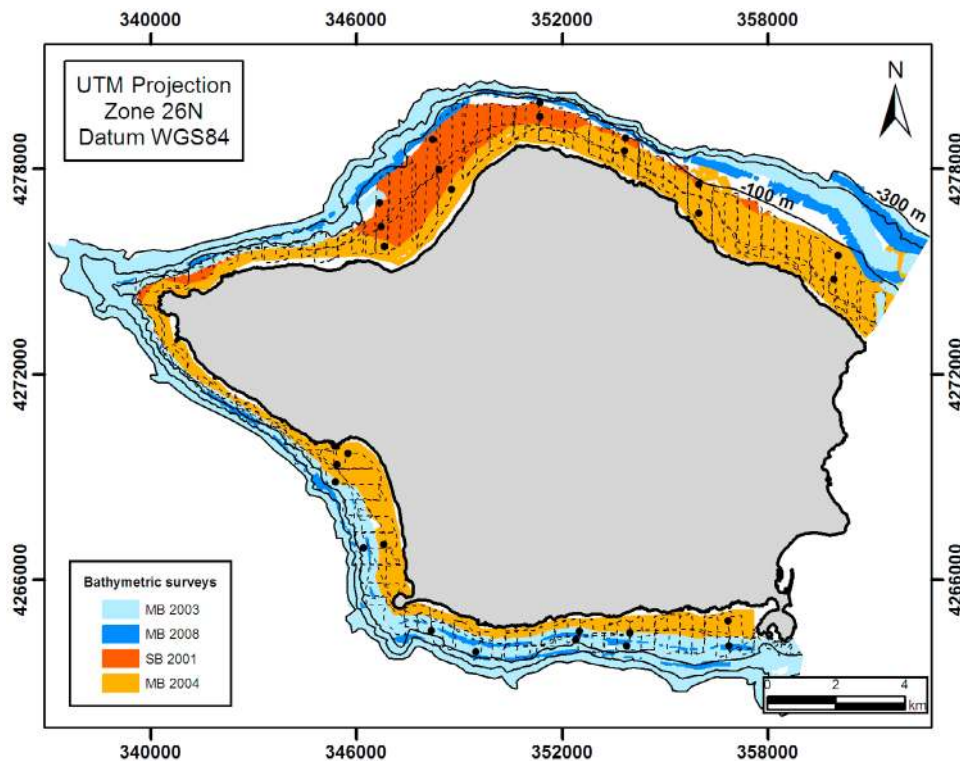 340000 346000 352000 358000
UTM Projection
Zone 26N
Datum WGS84
N
4278000 4278000
-100 m
-300 m
4272000 4272000
4266000 4266000
Bathymetric surveys
MB 2003
MB 2008
SB 2001
MB 2004
0 2 4
km
340000 346000 352000 358000